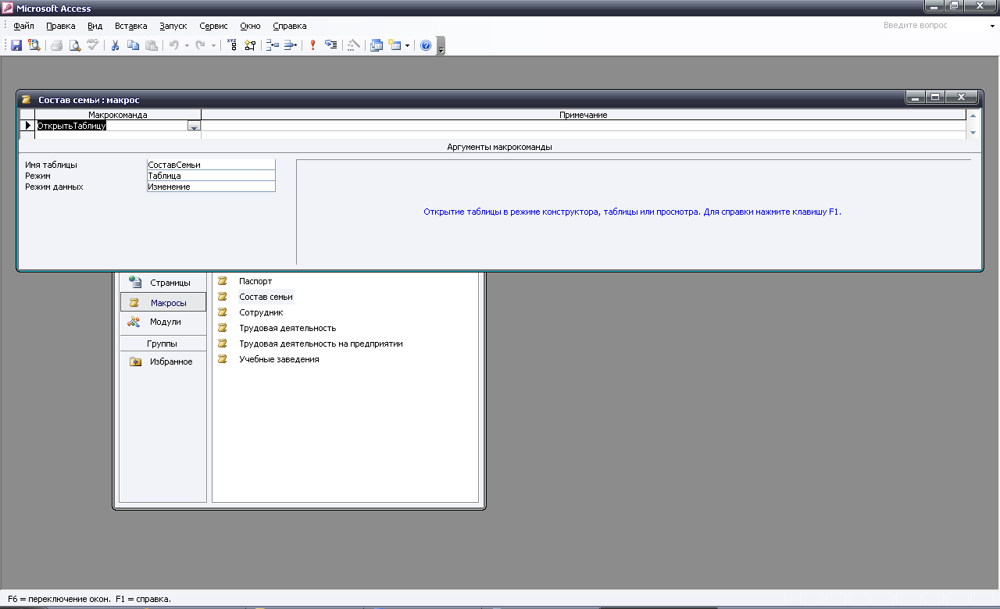 Microsoft Access
Файл Правка Вид Вставка Запуск Сервис Окно Справка Введите вопрос
Состав семьи : макрос
Макрокоманда Примечание
ОткрытьТаблицу
Аргументы макрокоманды
Имя таблицы СоставСемьи
Режим Таблица
Режим данных Изменение
Открытие таблицы в режиме конструктора, таблицы или просмотра. Для справки нажмите клавишу F1.
Страницы
Макросы
Модули
Группы
Избранное
Паспорт
Состав семьи
Сотрудник
Трудовая деятельность
Трудовая деятельность на предприятии
Учебные заведения
F6 = переключение окон. F1 = справка.